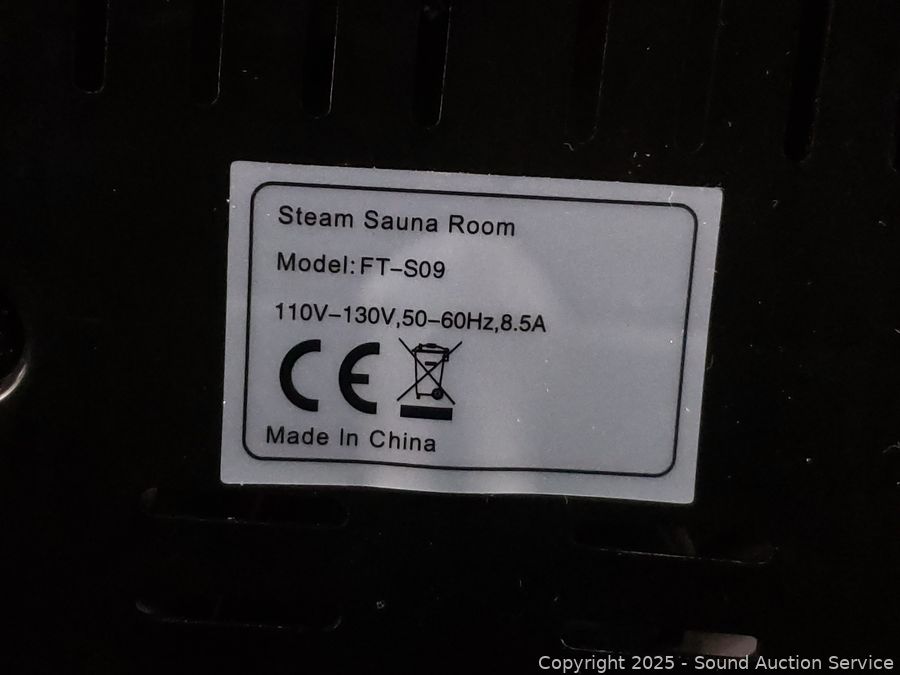 Steam Sauna Room
Model:FT-S09
110V-130V,50-60Hz,8.5A
CE
Made In China
Copyright 2025 - Sound Auction Service